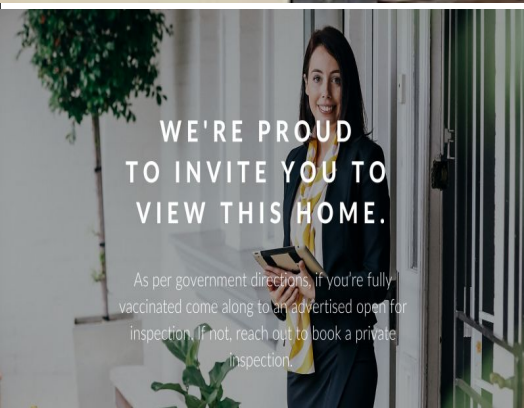 WE'RE PROUD
TO INVITE YOU TO
VIEW THIS HOME.
As per government directions, if you're fully
vaccinated come along to an advertised open for
inspection. If not, reach out to book a private
inspection.